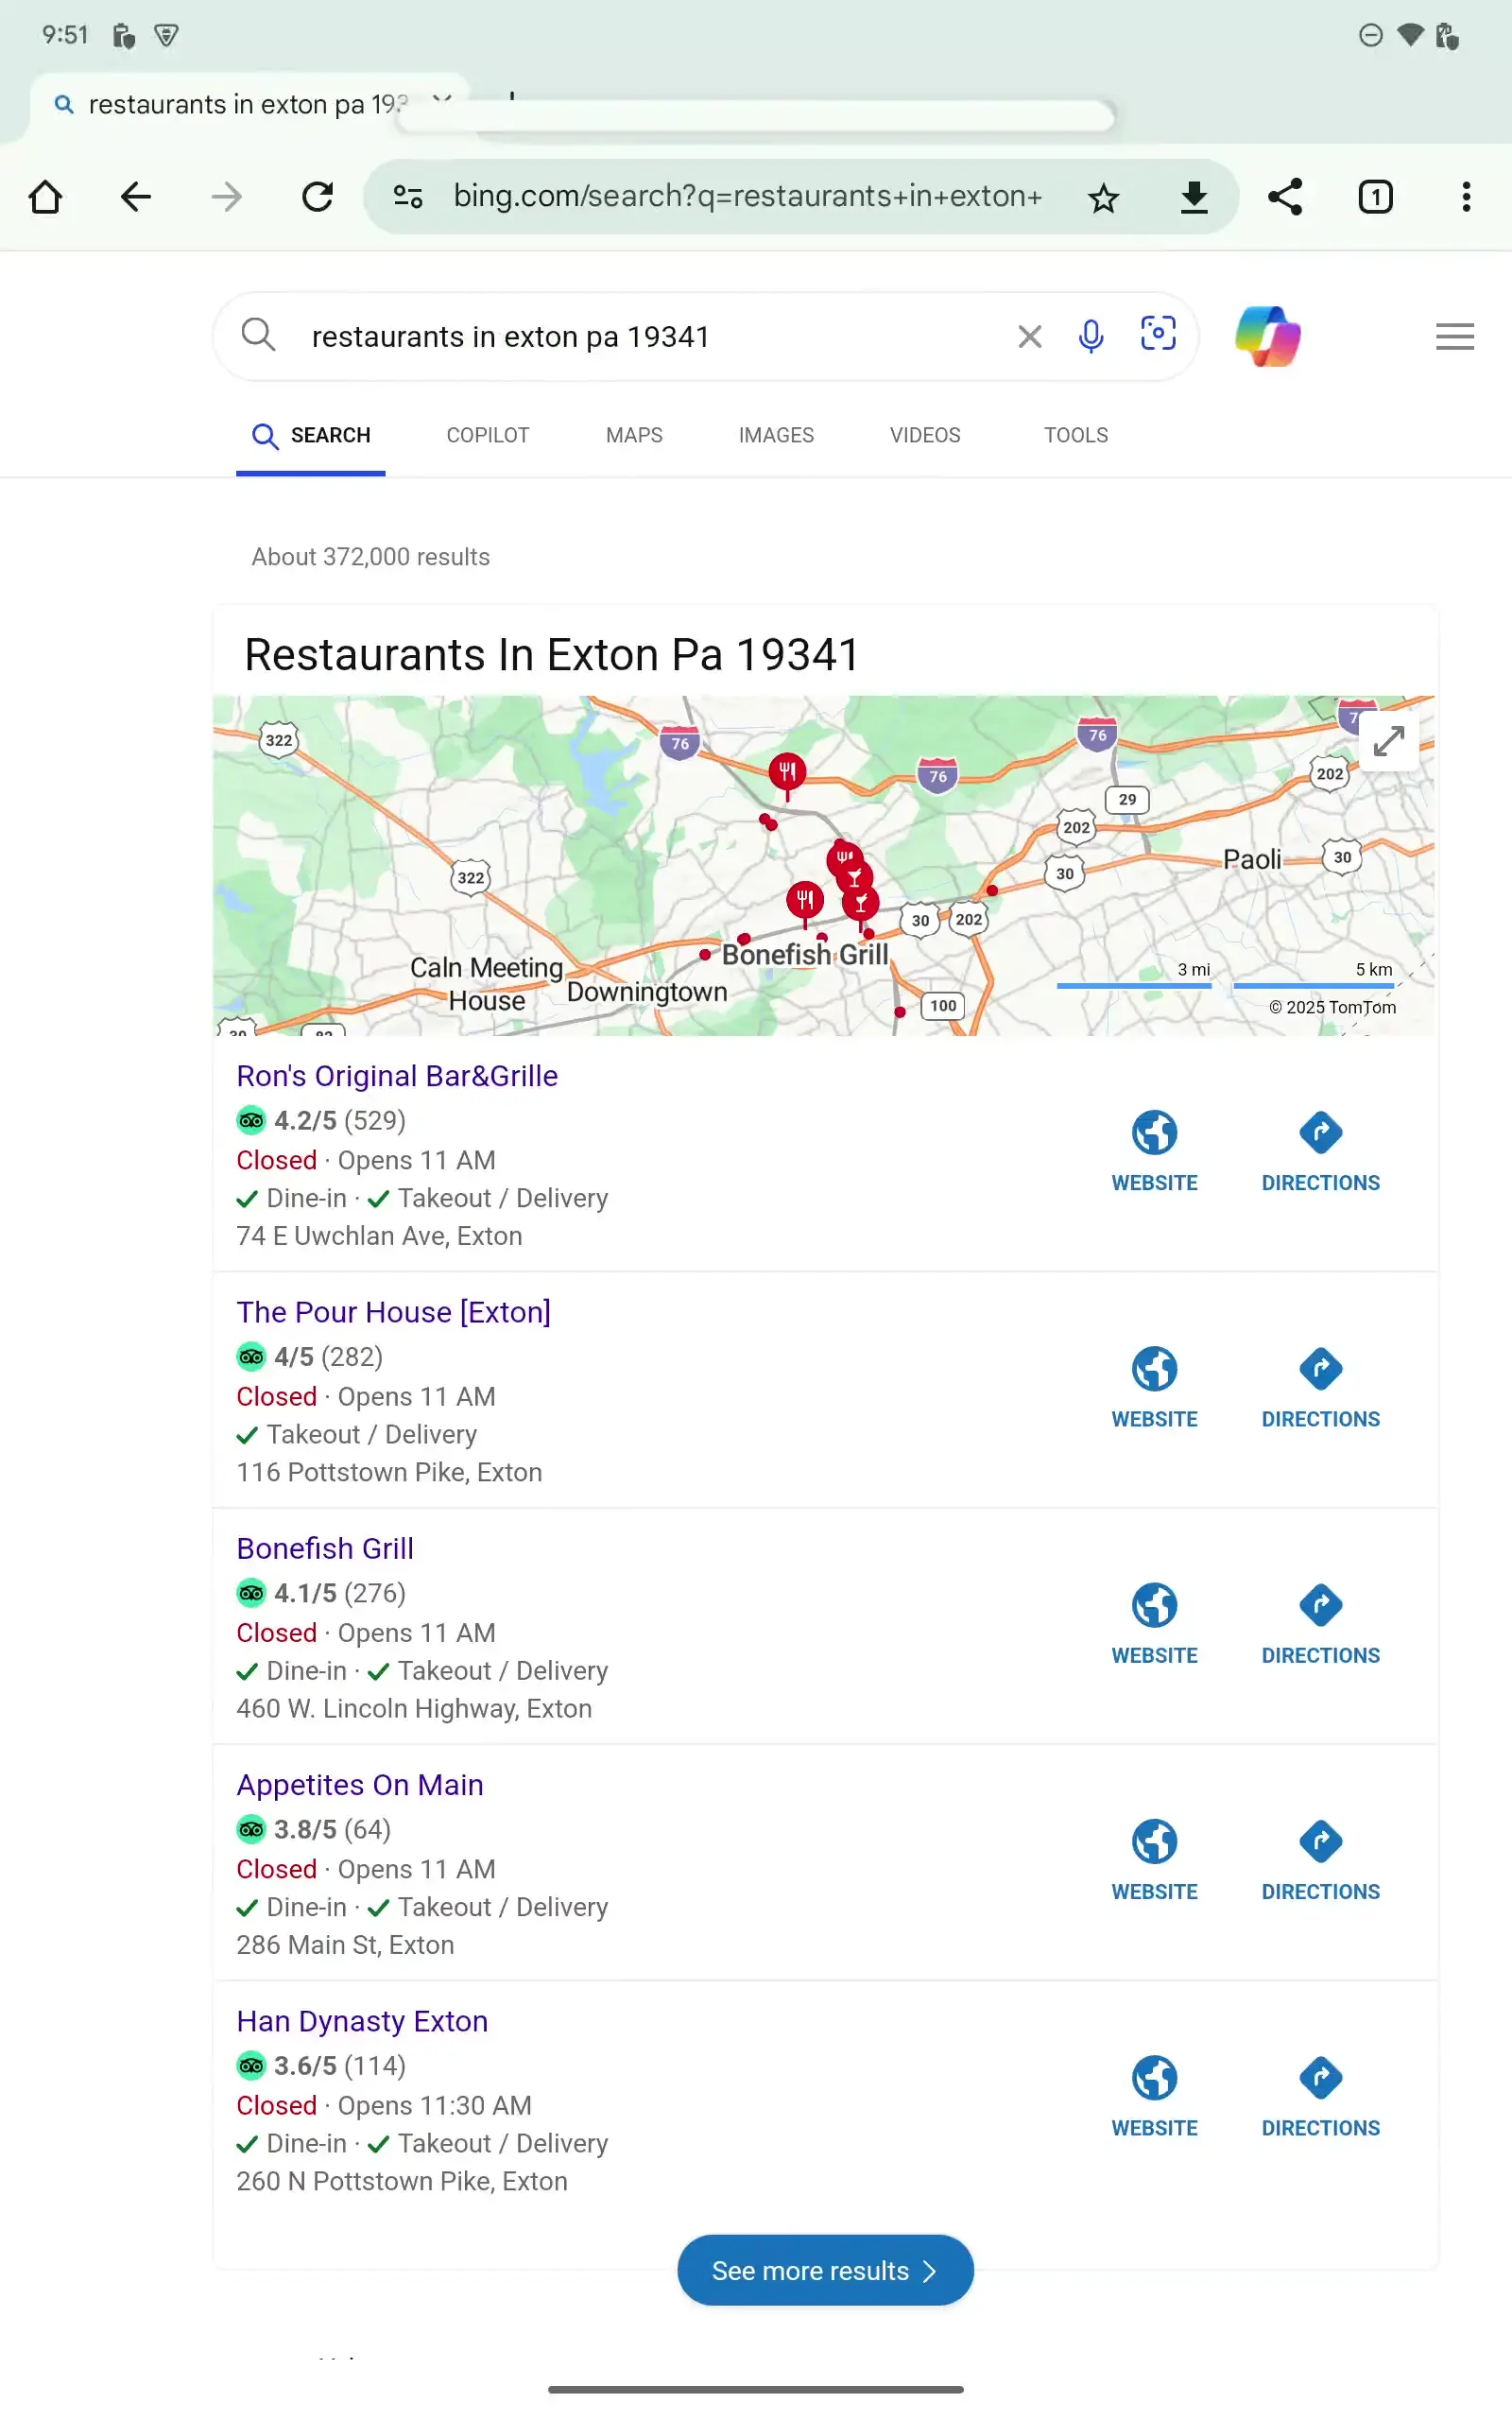 9:51
restaurants in exton pa 193
bing.com/search?q=restaurants+in+exton+
1
restaurants in exton pa 19341
SEARCH
COPILOT
MAPS
IMAGES
VIDEOS
TOOLS
About 372,000 results
Restaurants In Exton Pa 19341
322
76
76
7
76
202
29
202
322
30
Paoli
30
30
202
Bonefish Grill
Caln Meeting
House
Downingtown
3 mi
5 km
100
© 2025 TomTom
Ron's Original Bar&Grille
4.2/5 (529)
Closed · Opens 11 AM
Dine-in · Takeout / Delivery
74 E Uwchlan Ave, Exton
WEBSITE
DIRECTIONS
The Pour House [Exton]
4/5 (282)
Closed · Opens 11 AM
Takeout / Delivery
116 Pottstown Pike, Exton
WEBSITE
DIRECTIONS
Bonefish Grill
4.1/5 (276)
Closed · Opens 11 AM
Dine-in · Takeout / Delivery
460 W. Lincoln Highway, Exton
WEBSITE
DIRECTIONS
Appetites On Main
3.8/5 (64)
Closed · Opens 11 AM
Dine-in · Takeout / Delivery
286 Main St, Exton
WEBSITE
DIRECTIONS
Han Dynasty Exton
3.6/5 (114)
Closed · Opens 11:30 AM
Dine-in · Takeout / Delivery
260 N Pottstown Pike, Exton
WEBSITE
DIRECTIONS
See more results